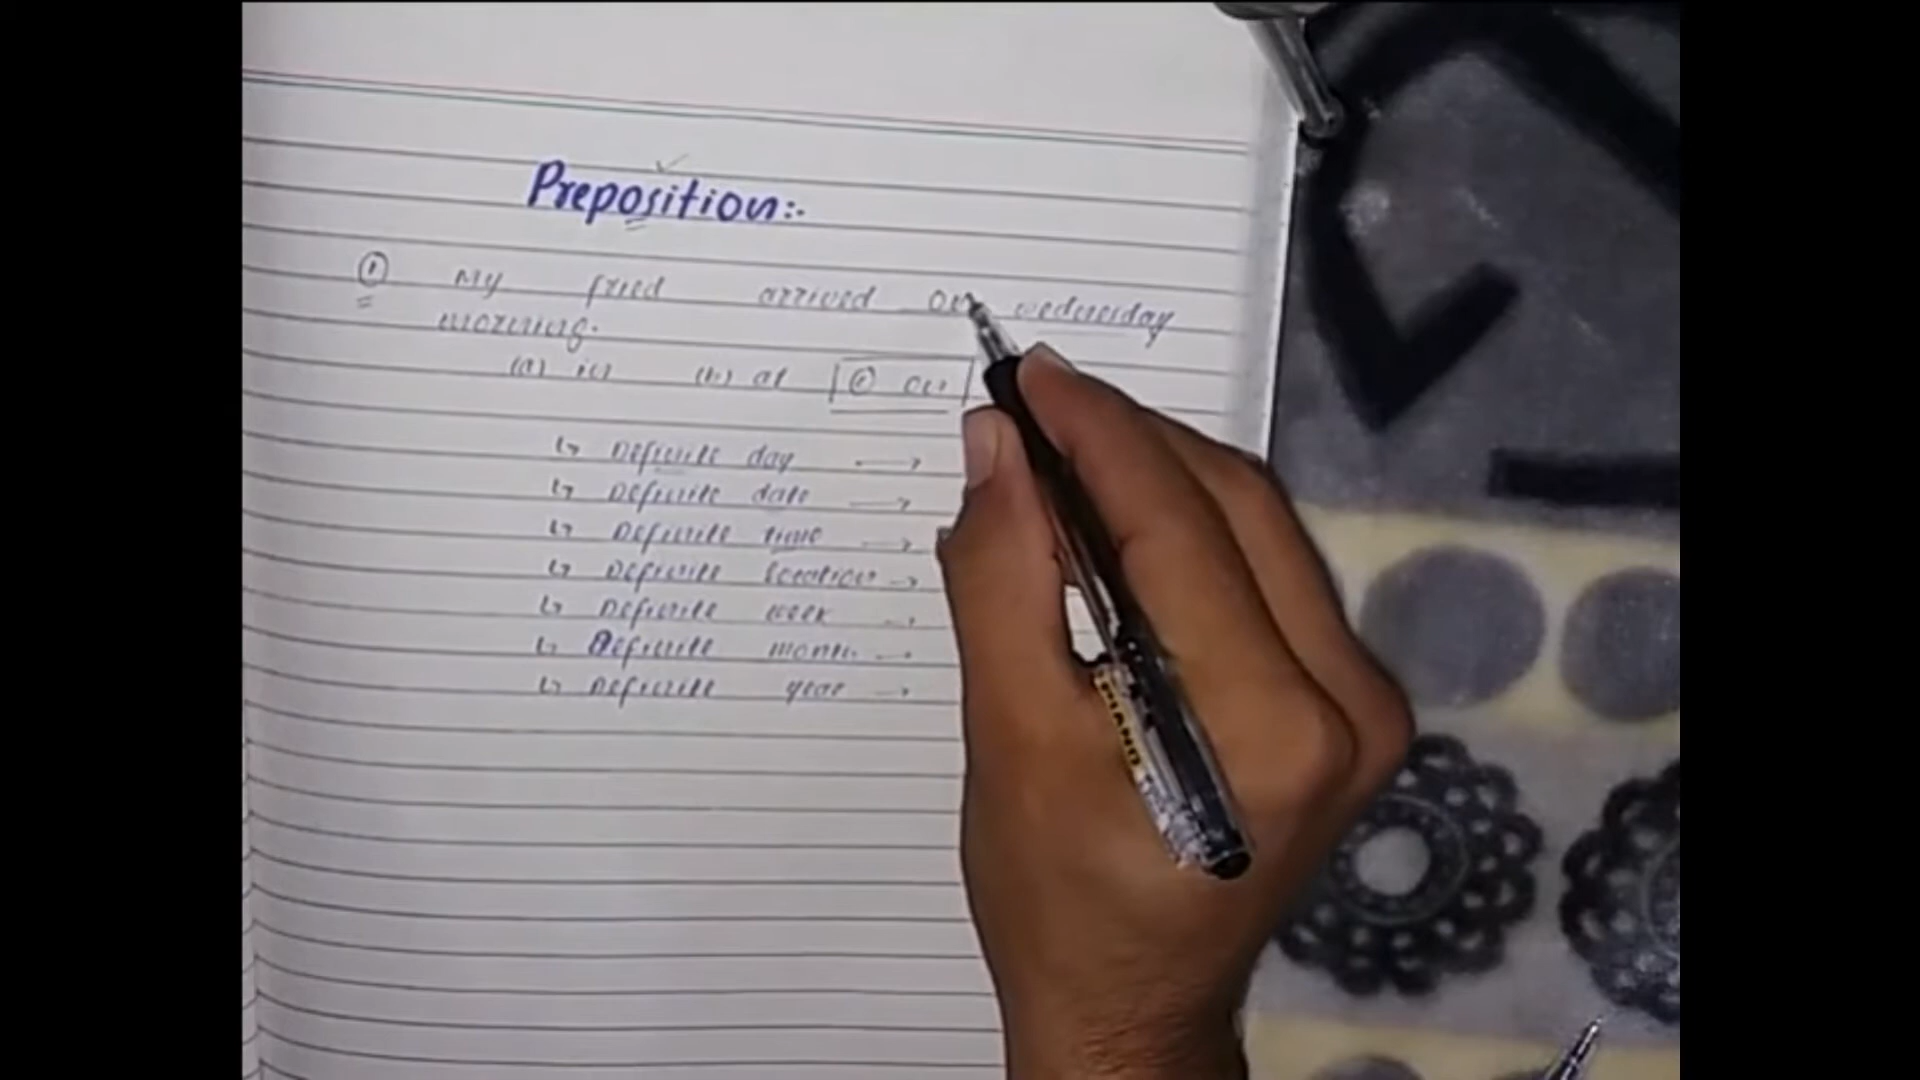 Preposition:-
① My fried arrived on wednesday
morning.
(a) in (b) at © on
↳ Definite day →
↳ Definite date →
↳ Definite time →
↳ Definite location →
↳ Definite week →
↳ Definite month →
↳ Definite year →
PIANO